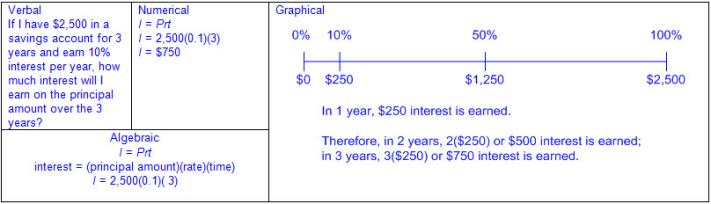 Verbal
If I have $2,500 in a
savings account for 3
years and earn 10%
interest per year, how
much interest will I
earn on the principal
amount over the 3
years?
Numerical
I = Prt
I = 2,500(0.1)(3)
I = $750
Algebraic
I = Prt
interest = (principal amount)(rate)(time)
I = 2,500(0.1)( 3)
Graphical
0% 10% 50% 100%
$0 $250 $1,250 $2,500
In 1 year, $250 interest is earned.
Therefore, in 2 years, 2($250) or $500 interest is earned;
in 3 years, 3($250) or $750 interest is earned.